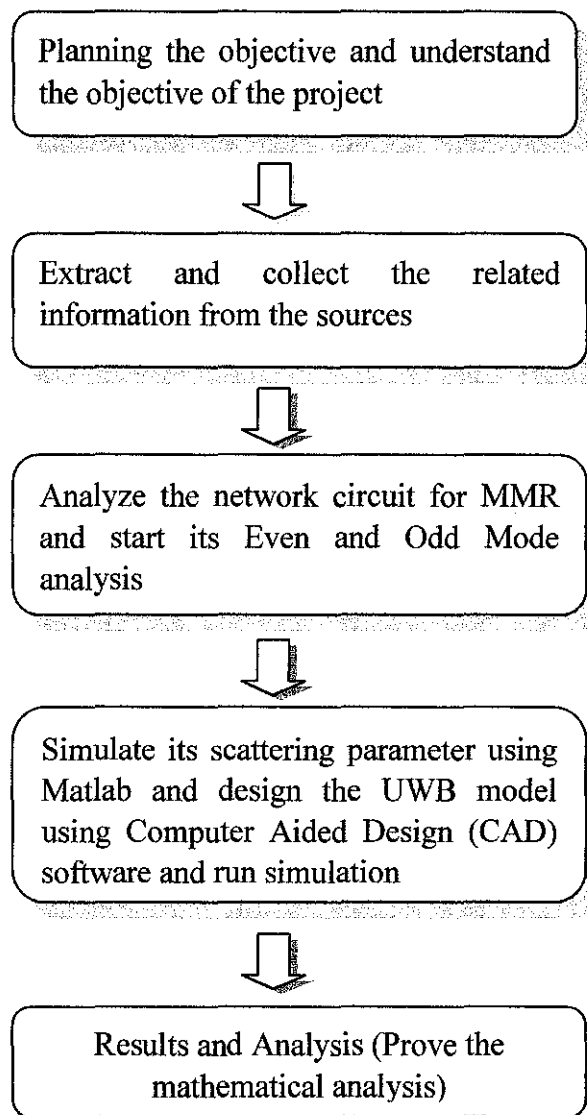 Planning the objective and understand
the objective of the project
Extract and collect the related
information from the sources
Analyze the network circuit for MMR
and start its Even and Odd Mode
analysis
Simulate its scattering parameter using
Matlab and design the UWB model
using Computer Aided Design (CAD)
software and run simulation
Results and Analysis (Prove the
mathematical analysis)